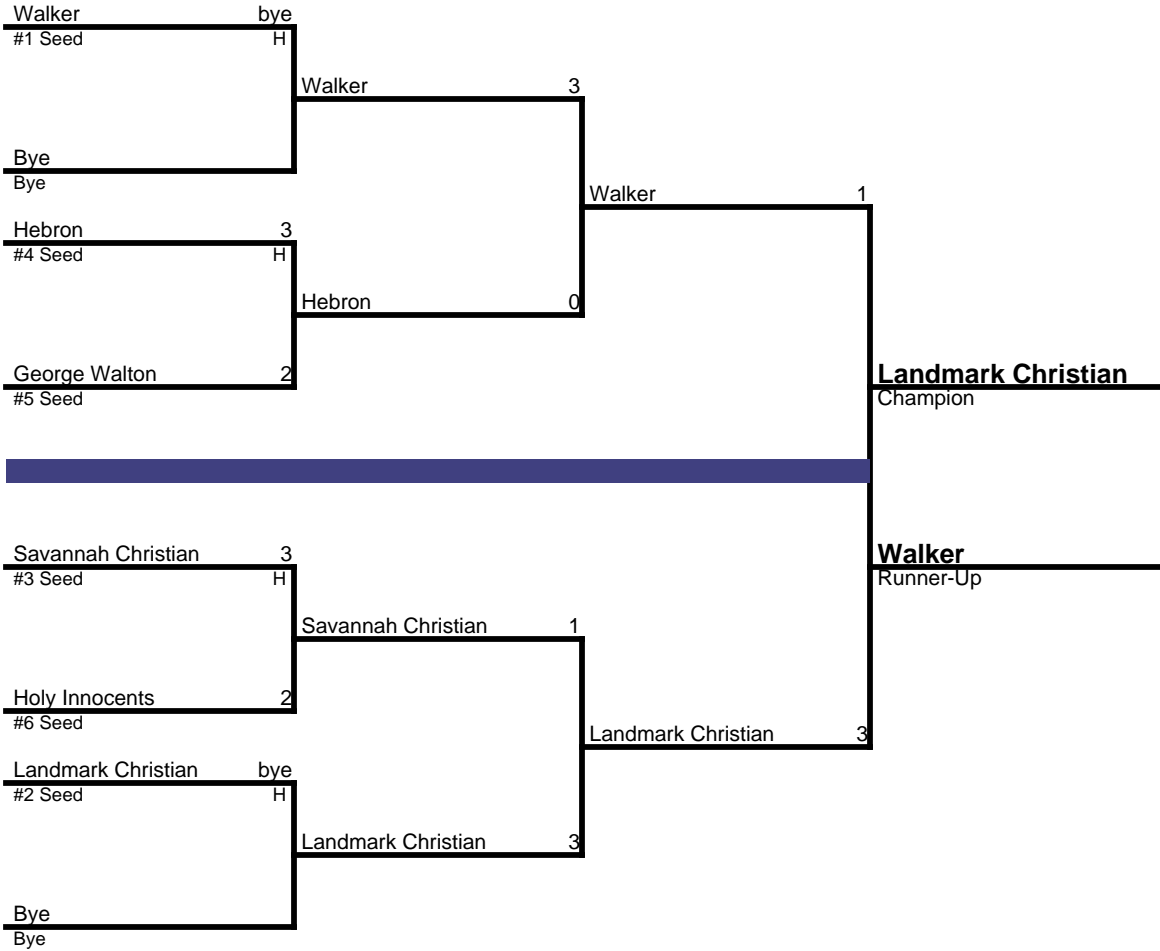 Walker bye
#1 Seed H
Walker 3
Bye
Bye
Walker 1
Hebron 3
#4 Seed H
Hebron 0
George Walton 2
#5 Seed
Landmark Christian
Champion
Savannah Christian 3
#3 Seed H
Walker
Runner-Up
Savannah Christian 1
Holy Innocents 2
#6 Seed
Landmark Christian 3
Landmark Christian bye
#2 Seed H
Landmark Christian 3
Bye
Bye